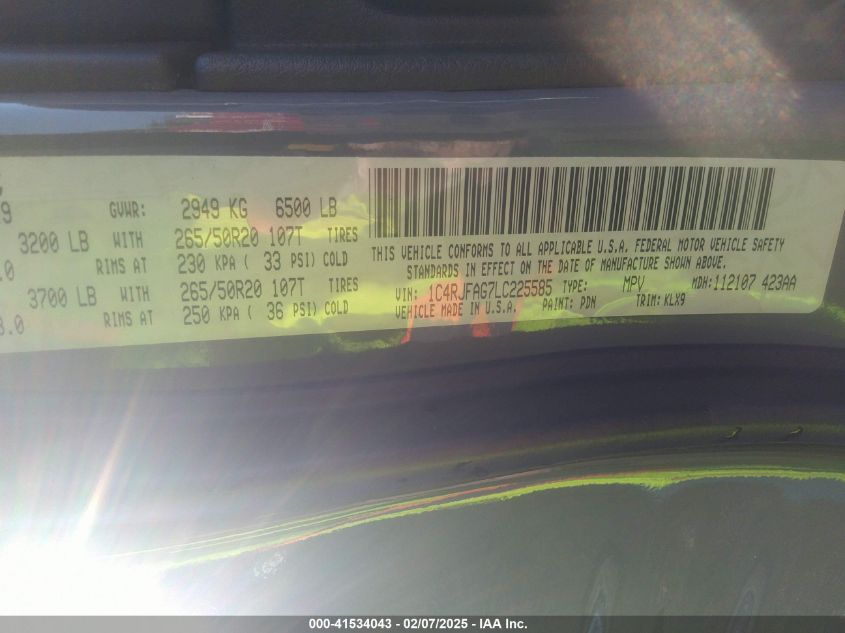 9 GVWR: 2949 KG 6500 LB
3200 LB WITH 265/50R20 107T TIRES
.0 RIMS AT 230 KPA ( 33 PSI) COLD
3700 LB WITH 265/50R20 107T TIRES
8.0 RIMS AT 250 KPA ( 36 PSI) COLD
THIS VEHICLE CONFORMS TO ALL APPLICABLE U.S.A. FEDERAL MOTOR VEHICLE SAFETY
STANDARDS IN EFFECT ON THE DATE OF MANUFACTURE SHOWN ABOVE.
VIN: 1C4RJFAG7LC225585 TYPE: MPV MDH: 112107 423AA
VEHICLE MADE IN U.S.A. PAINT: PDN TRIM: KLX9
000-41534043 - 02/07/2025 - IAA Inc.